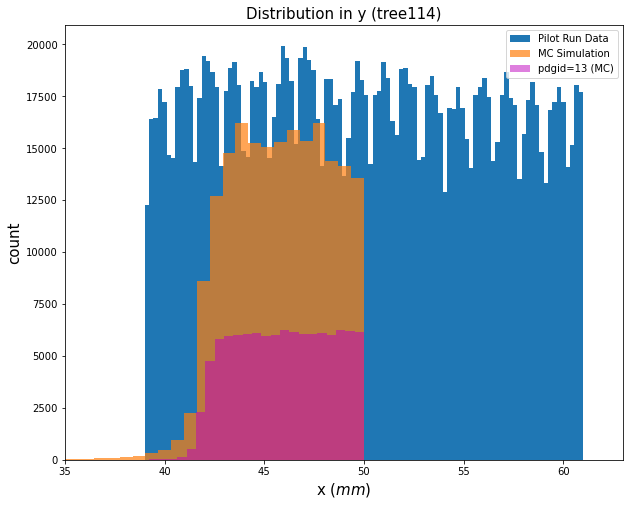 Distribution in y (tree114)
Pilot Run Data
MC Simulation
pdgid=13 (MC)
count
20000
17500
15000
12500
10000
7500
5000
2500
0
35 40 45 50 55 60
x (mm)